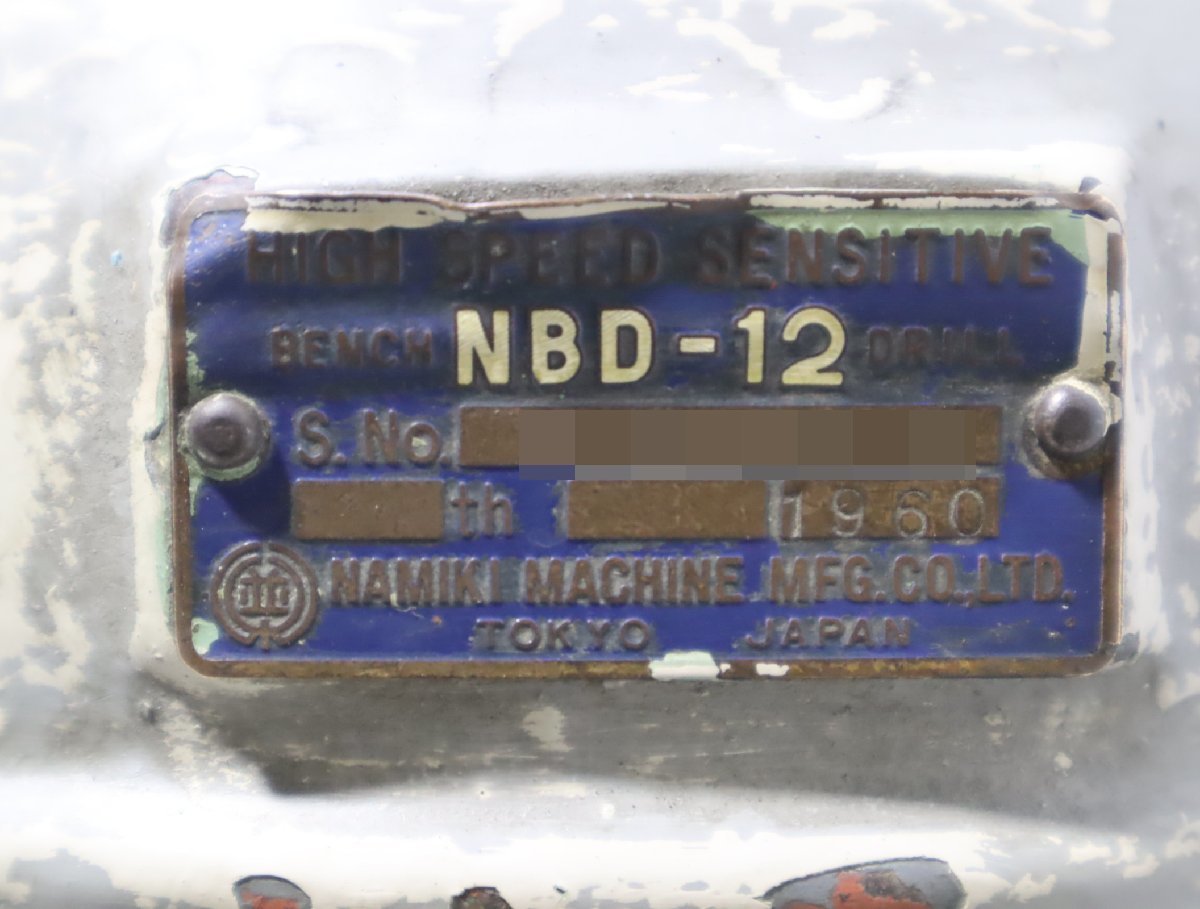 HIGH SPEED SENSITIVE
BENCH NBD-12 DRILL
S. No.
th 1960
NAMIKI MACHINE MFG. CO., LTD.
TOKYO JAPAN